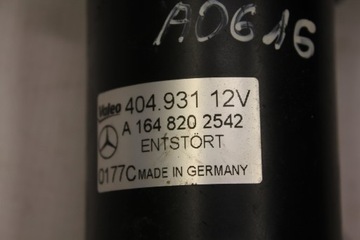 A0616
Valeo 404.931 12V
A 164 820 2542
ENTSTÖRT
0177C MADE IN GERMANY